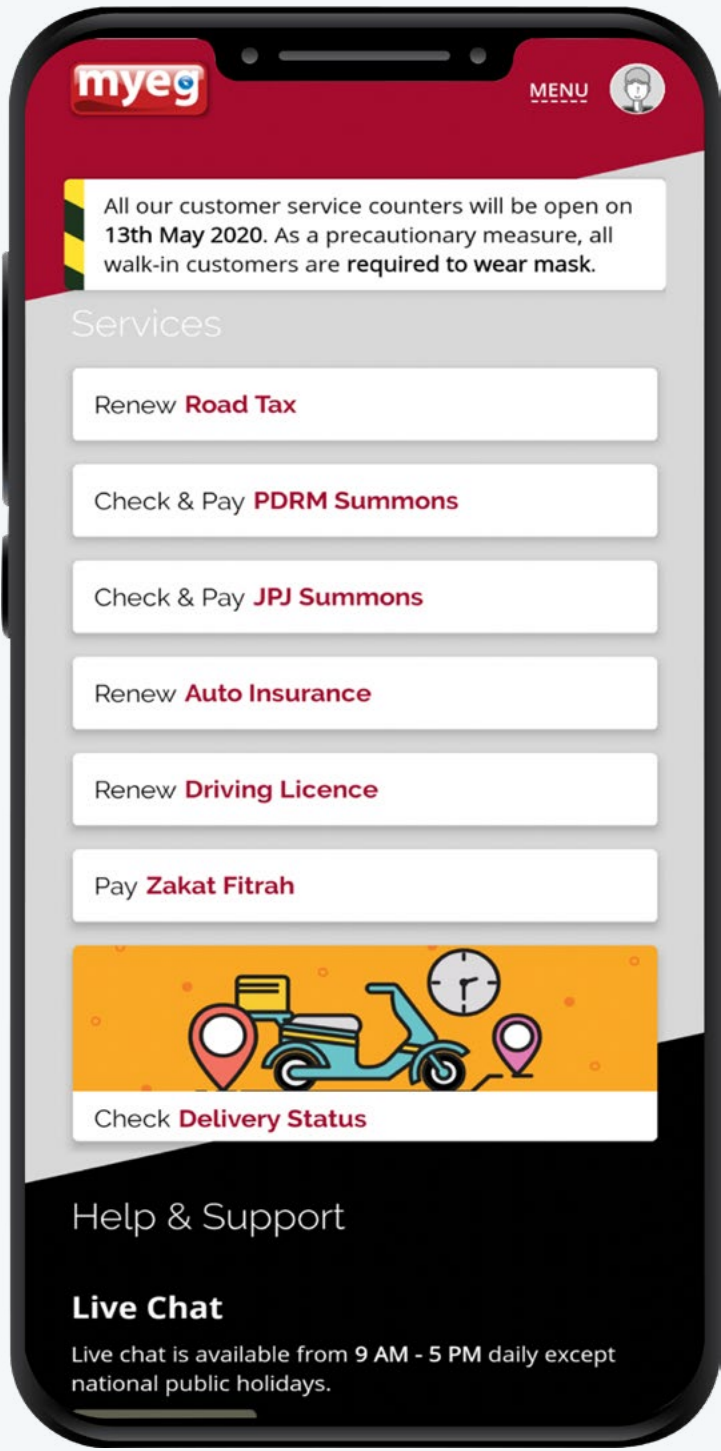 myeg
MENU
All our customer service counters will be open on
13th May 2020. As a precautionary measure, all
walk-in customers are required to wear mask.
Services
Renew Road Tax
Check & Pay PDRM Summons
Check & Pay JPJ Summons
Renew Auto Insurance
Renew Driving Licence
Pay Zakat Fitrah
Check Delivery Status
Help & Support
Live Chat
Live chat is available from 9 AM - 5 PM daily except
national public holidays.